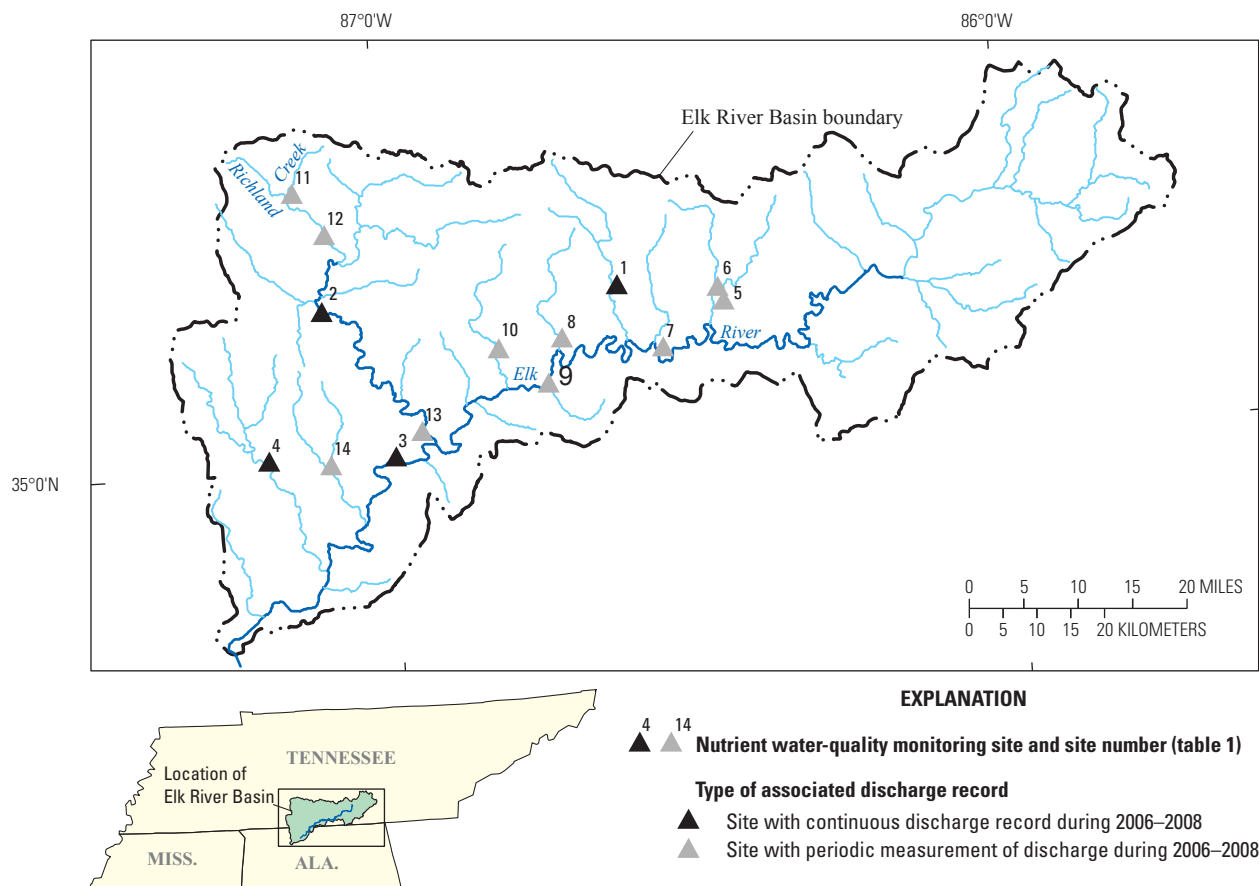 87°0'W
86°0'W
Elk River Basin boundary
Richland
Creek
11
12
2
1
6
5
10
8
7
River
Elk
9
13
3
4
14
35°0'N
0 5 10 15 20 MILES
0 5 10 15 20 KILOMETERS
TENNESSEE
Location of
Elk River Basin
MISS.
ALA.
EXPLANATION
4 14
Nutrient water-quality monitoring site and site number (table 1)
Type of associated discharge record
Site with continuous discharge record during 2006–2008
Site with periodic measurement of discharge during 2006–2008